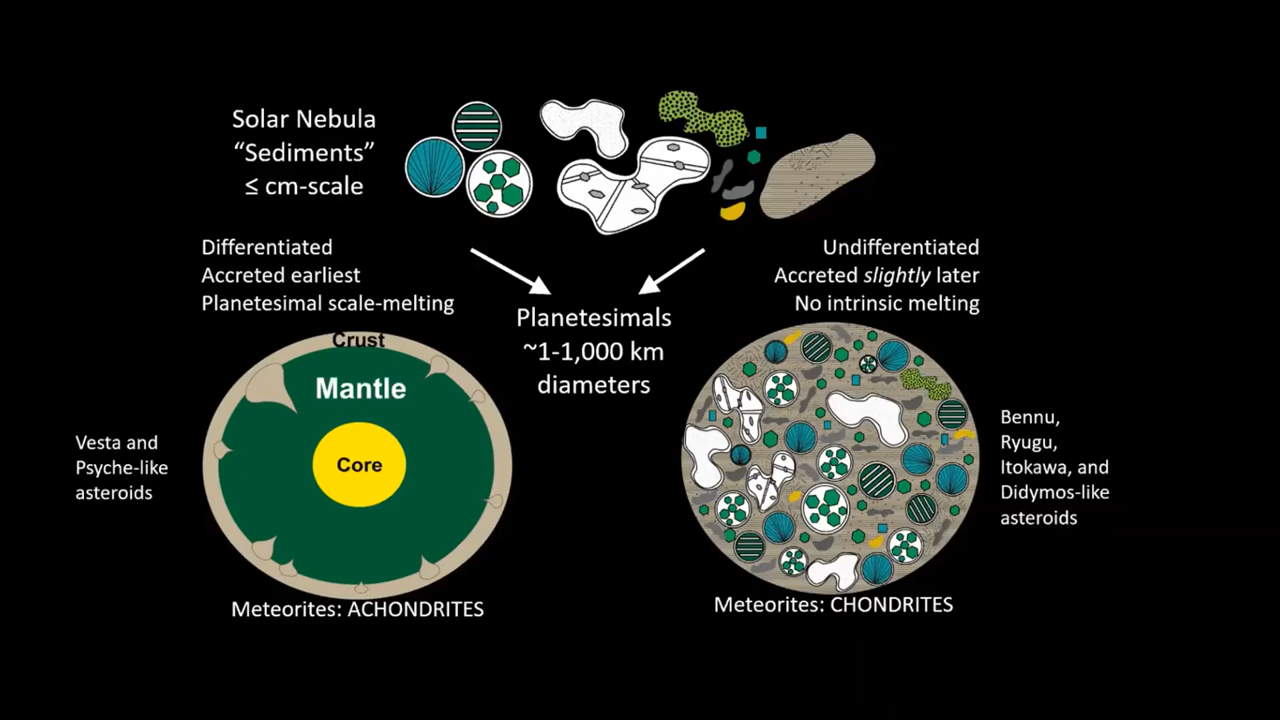 Solar Nebula
“Sediments”
≤ cm-scale
Differentiated
Accreted earliest
Planetesimal scale-melting
Undifferentiated
Accreted slightly later
No intrinsic melting
Planetesimals
~1-1,000 km
diameters
Crust
Mantle
Core
Vesta and
Psyche-like
asteroids
Bennu,
Ryugu,
Itokawa, and
Didymos-like
asteroids
Meteorites: ACHONDRITES
Meteorites: CHONDRITES